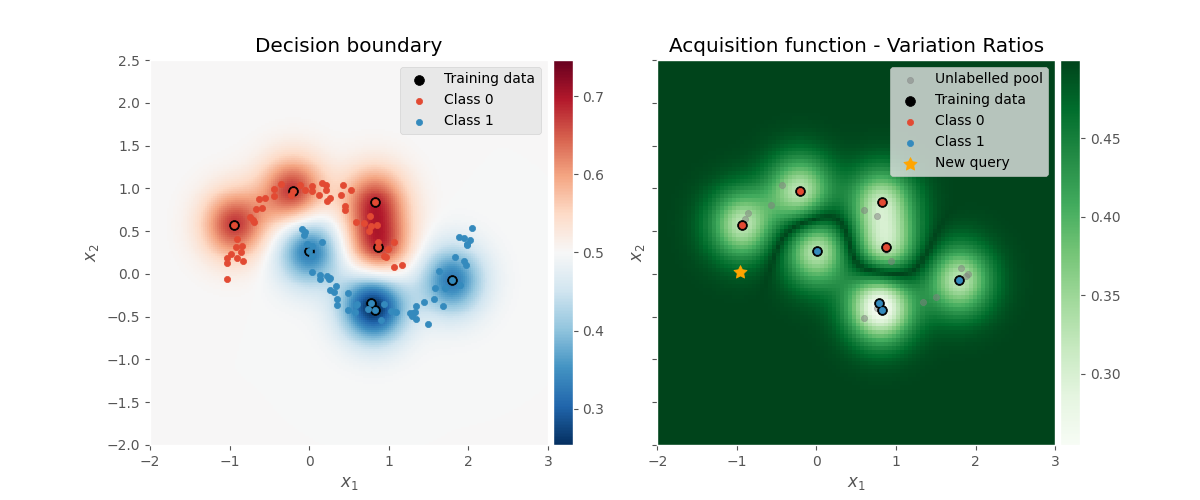 Decision boundary
2.5
2.0
1.5
1.0
0.5
0.0
−0.5
−1.0
−1.5
−2.0
x₂
−2
−1
0
1
2
3
x₁
Training data
Class 0
Class 1
0.7
0.6
0.5
0.4
0.3
Acquisition function - Variation Ratios
x₂
−2
−1
0
1
2
3
x₁
Unlabelled pool
Training data
Class 0
Class 1
New query
0.45
0.40
0.35
0.30